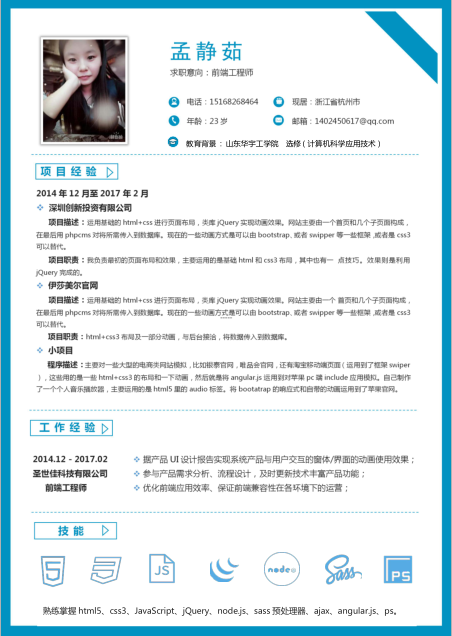 孟静茹
求职意向：前端工程师
电话：15168268464
现居：浙江省杭州市
年龄：23 岁
邮箱：1402450617@qq.com
教育背景：山东华宇工学院 选修（计算机科学应用技术）
项目经验
2014 年 12 月至 2017 年 2 月
深圳创新投资有限公司
项目描述：运用基础的 html+css 进行页面布局，类库 jQuery 实现动画效果。网站主要由一个首页和几个子页面构成，
在最后用 phpcms 对将所需传入到数据库。现在的一些动画方式是可以由 bootstrap，或者 swipper 等一些框架，或者是 css3
可以替代。
项目职责：我负责最初的页面布局和效果，主要运用的是基础 html 和 css3 布局，其中也有一 点技巧。效果则是利用
jQuery 完成的。
伊莎美尔官网
项目描述：运用基础的 html+css 进行页面布局，类库 jQuery 实现动画效果。网站主要由一个 首页和几个子页面构成，
在最后用 phpcms 对将所需传入到数据库。现在的一些动画方式是可以由 bootstrap，或者 swipper 等一些框架，或者是 css3
可以替代。
项目职责：html+css3 布局及一部分动画，与后台接洽，将数据传入到数据库。
小项目
程序描述：主要对一些大型的电商类网站模拟，比如银泰官网，唯品会官网，还有淘宝移动端页面（运用到了框架 swiper
），这些用的是一些 html+css3 的布局和一下动画，然后就是将 angular.js 运用到对苹果 pc 端 include 应用模拟。自己制作
了一个个人音乐播放器，主要运用的是 html5 里的 audio 标签。将 bootatrap 的响应式和自带的动画运用到了苹果官网。
工作经验
2014.12 - 2017.02
圣世佳科技有限公司
前端工程师
据产品 UI 设计报告实现系统产品与用户交互的窗体/界面的动画使用效果；
参与产品需求分析、流程设计，及时更新技术丰富产品功能；
优化前端应用效率、保证前端兼容性在各环境下的运营；
技能
JS
node
Sass
PS
熟练掌握 html5、css3、JavaScript、jQuery、node.js、sass 预处理器、ajax、angular.js、ps。